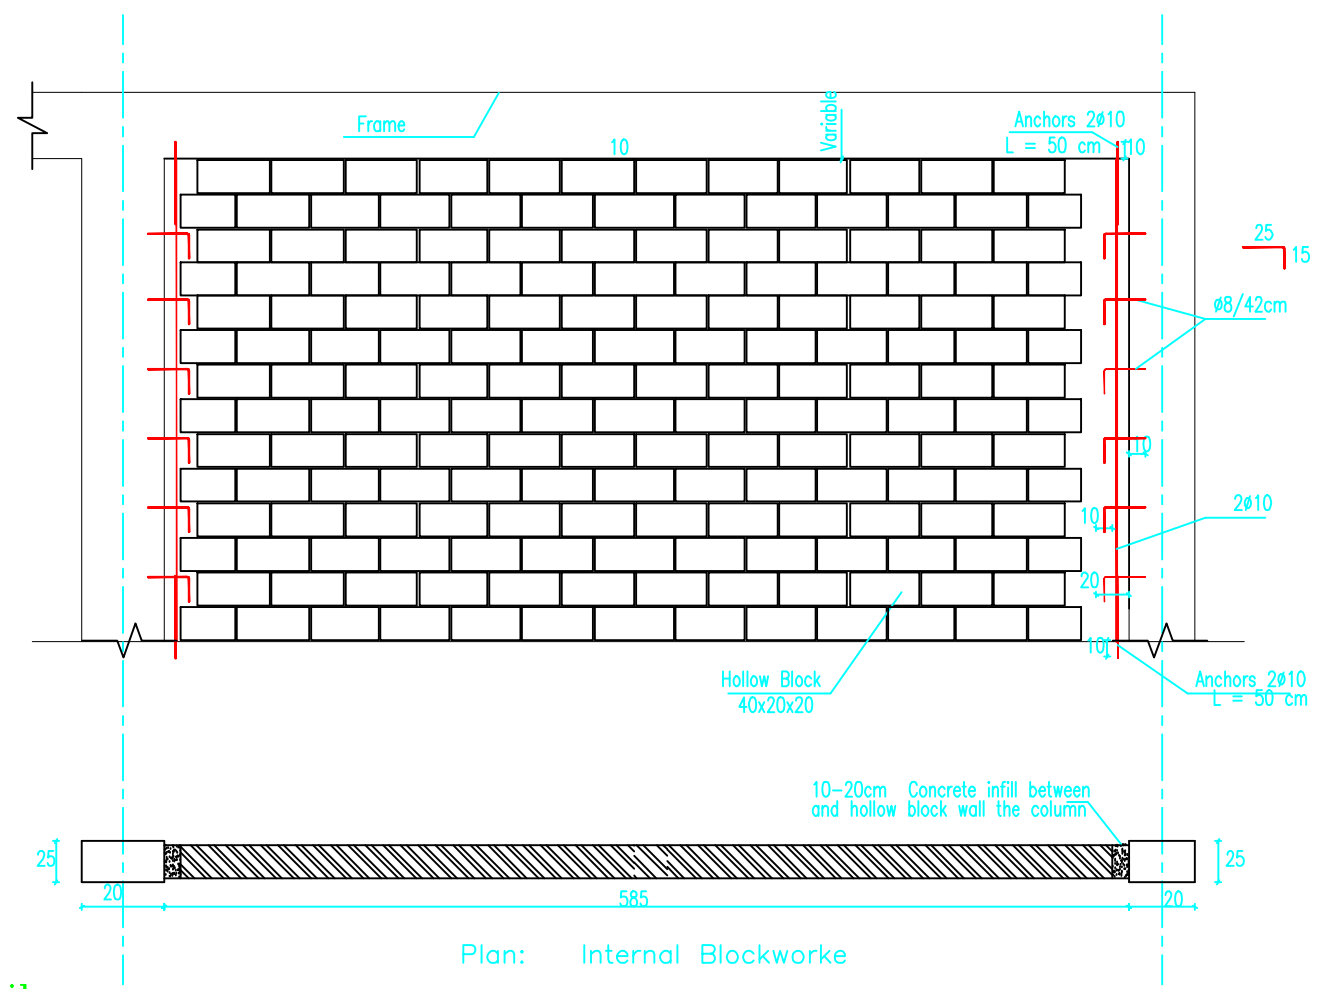 Frame
10
Variable
Anchors 2ø10
L = 50 cm
10
25
15
ø8/42cm
10
10
2ø10
20
10
Hollow Block
40x20x20
Anchors 2ø10
L = 50 cm
10-20cm Concrete infill between
and hollow block wall the column
25
25
20
585
20
Plan: Internal Blockworke